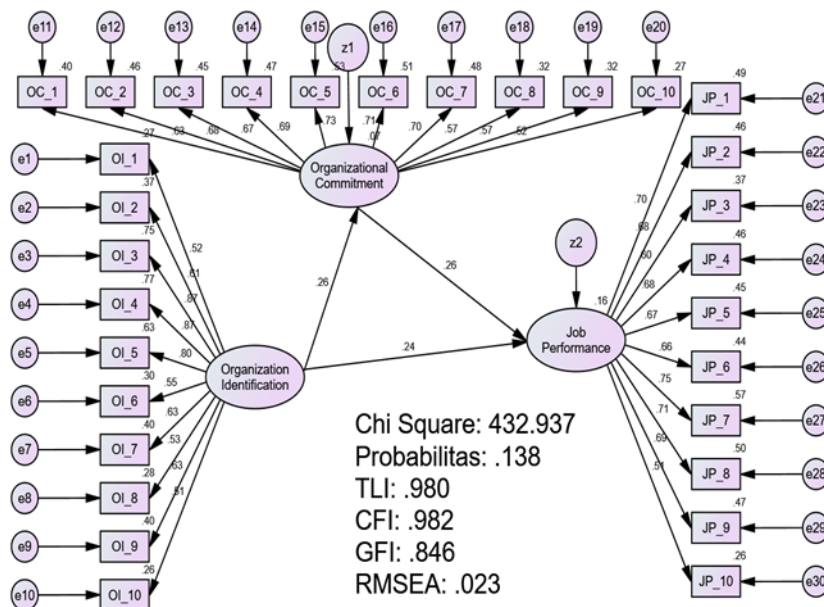 e11 e12 e13 e14 e15 e16 e17 e18 e19 e20
z1
.40 .46 .45 .47 .53 .51 .48 .32 .32 .27
OC_1 OC_2 OC_3 OC_4 OC_5 OC_6 OC_7 OC_8 OC_9 OC_10
.63 .68 .67 .69 .73 .71 .70 .57 .57 .52
.07
Organizational
Commitment
.27
e1 OI_1
.37
e2 OI_2
.75
e3 OI_3
.77
e4 OI_4
.63
e5 OI_5
.30
e6 OI_6
.40
e7 OI_7
.28
e8 OI_8
.40
e9 OI_9
.26
e10 OI_10
.52
.61
.87
.87
.80
.55
.63
.53
.63
.51
Organization
Identification
.26
.26
.24
z2
.16
Job
Performance
.49
JP_1 e21
.46
JP_2 e22
.37
JP_3 e23
.46
JP_4 e24
.45
JP_5 e25
.44
JP_6 e26
.57
JP_7 e27
.50
JP_8 e28
.47
JP_9 e29
.26
JP_10 e30
.70
.68
.60
.68
.67
.66
.75
.71
.69
.51
Chi Square: 432.937
Probabilitas: .138
TLI: .980
CFI: .982
GFI: .846
RMSEA: .023